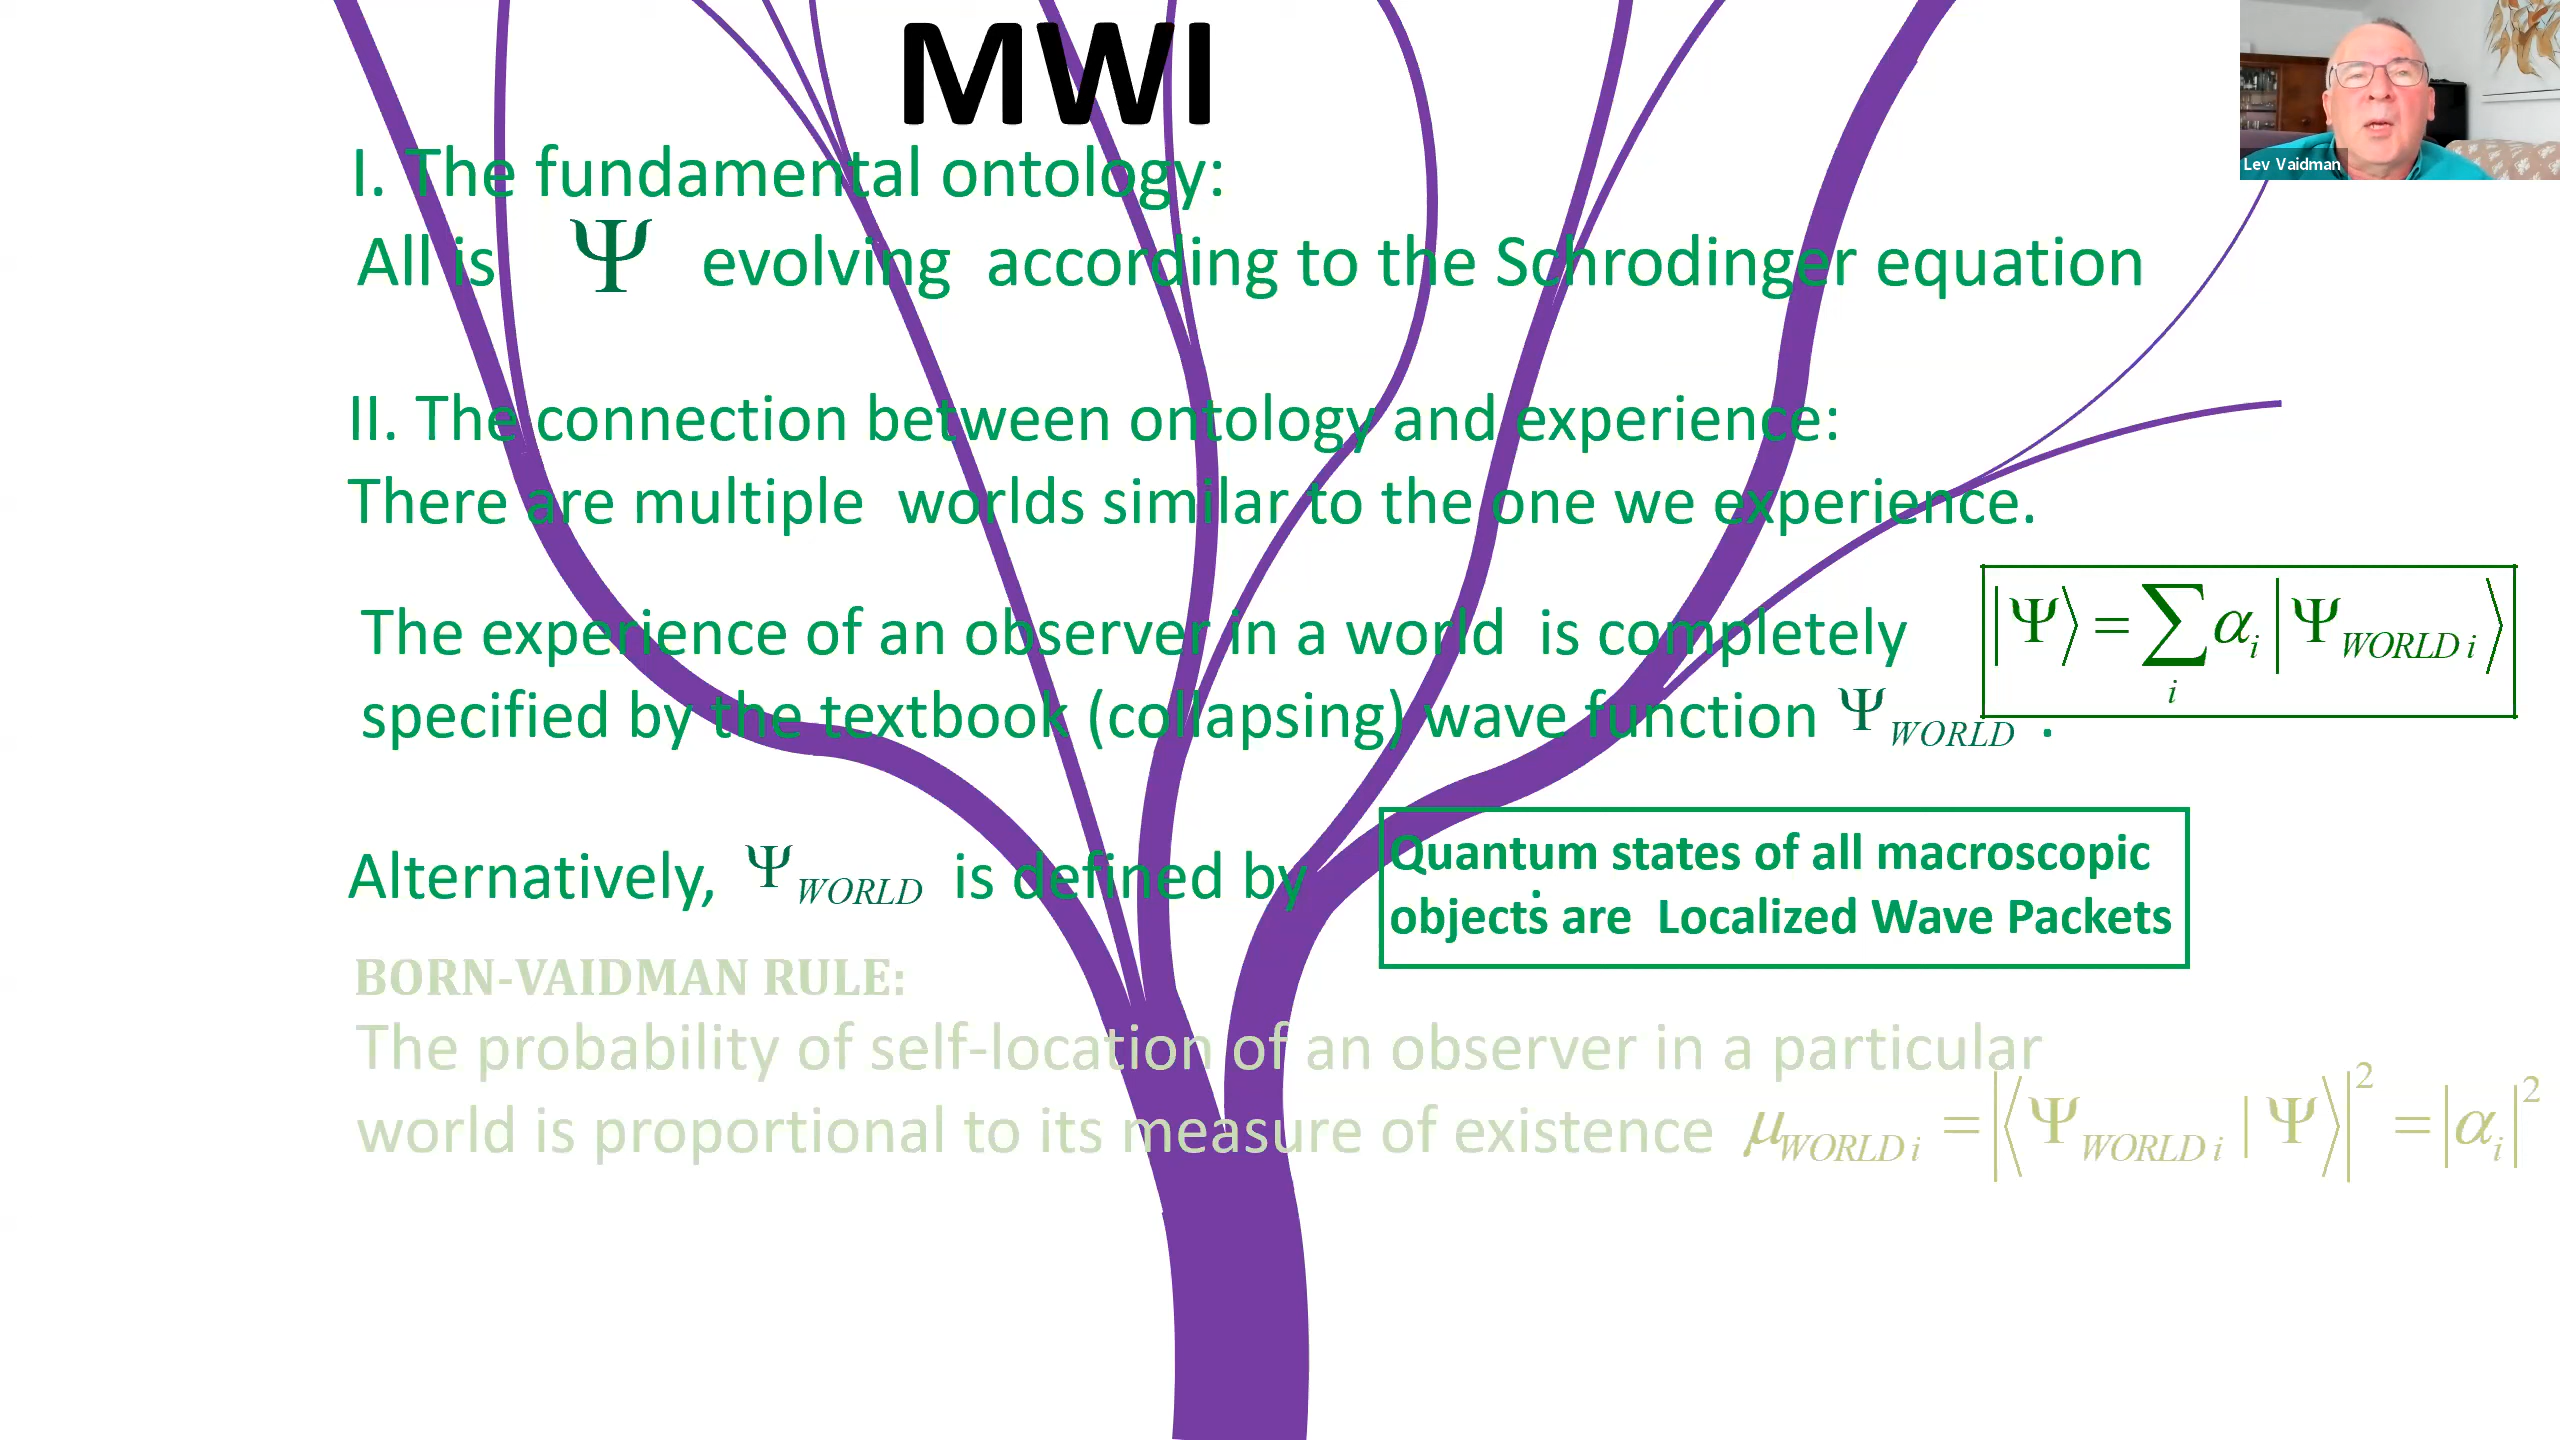 MWI
Lev Vaidman
I. The fundamental ontology:
All is Ψ evolving according to the Schrodinger equation
II. The connection between ontology and experience:
There are multiple worlds similar to the one we experience.
The experience of an observer in a world is completely
specified by the textbook (collapsing) wave function Ψ_WORLD .
|Ψ⟩ = ∑_i α_i |Ψ_WORLD i⟩
Alternatively, Ψ_WORLD is defined by
Quantum states of all macroscopic
objects are Localized Wave Packets
.
BORN-VAIDMAN RULE:
The probability of self-location of an observer in a particular
world is proportional to its measure of existence μ_WORLD i = |⟨Ψ_WORLD i | Ψ⟩|² = |α_i|²